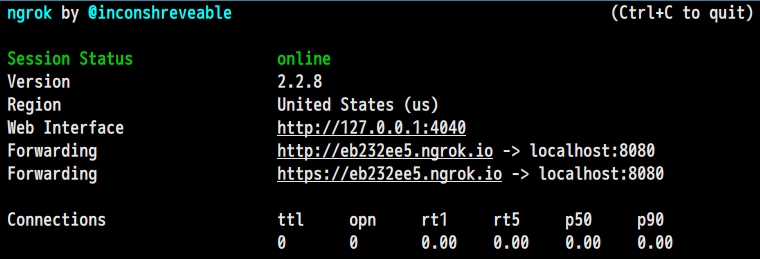 ngrok by @inconshreveable (Ctrl+C to quit)
Session Status online
Version 2.2.8
Region United States (us)
Web Interface http://127.0.0.1:4040
Forwarding http://eb232ee5.ngrok.io -> localhost:8080
Forwarding https://eb232ee5.ngrok.io -> localhost:8080
Connections ttl opn rt1 rt5 p50 p90
0 0 0.00 0.00 0.00 0.00